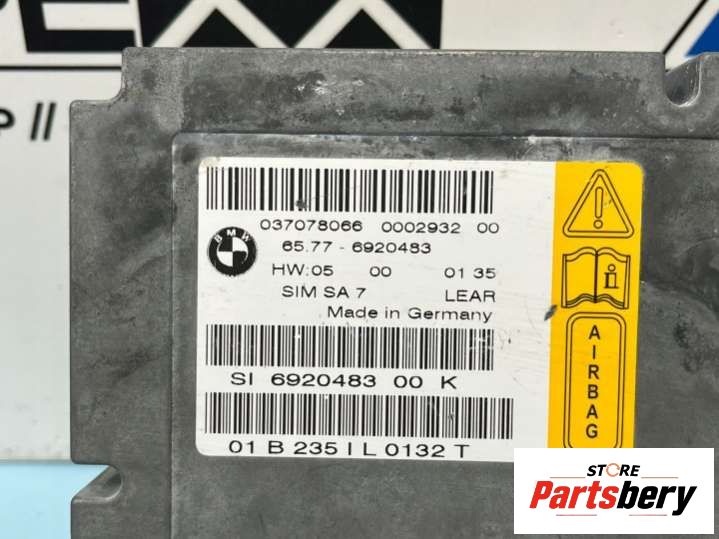 037078066 0002932 00
BMW
65.77 - 6920483
HW:05 00 01 35
SIM SA 7 LEAR
Made in Germany
SI 6920483 00 K
01 B 235 I L 0132 T
AIRBAG
STORE
Partsbery